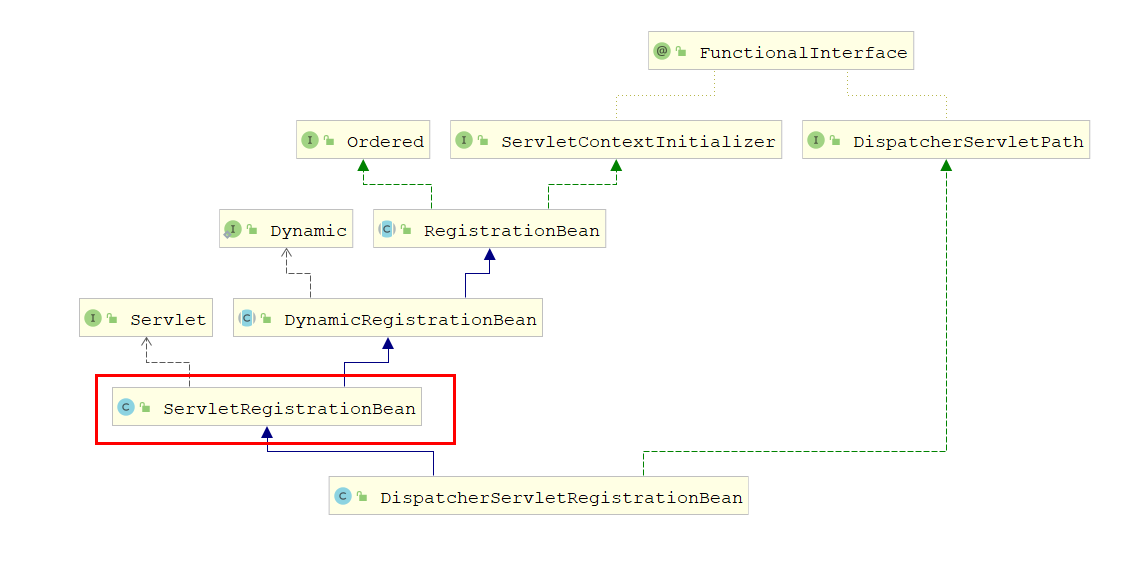 @ FunctionalInterface
I Ordered
I ServletContextInitializer
I DispatcherServletPath
I Dynamic
C RegistrationBean
I Servlet
C DynamicRegistrationBean
C ServletRegistrationBean
C DispatcherServletRegistrationBean